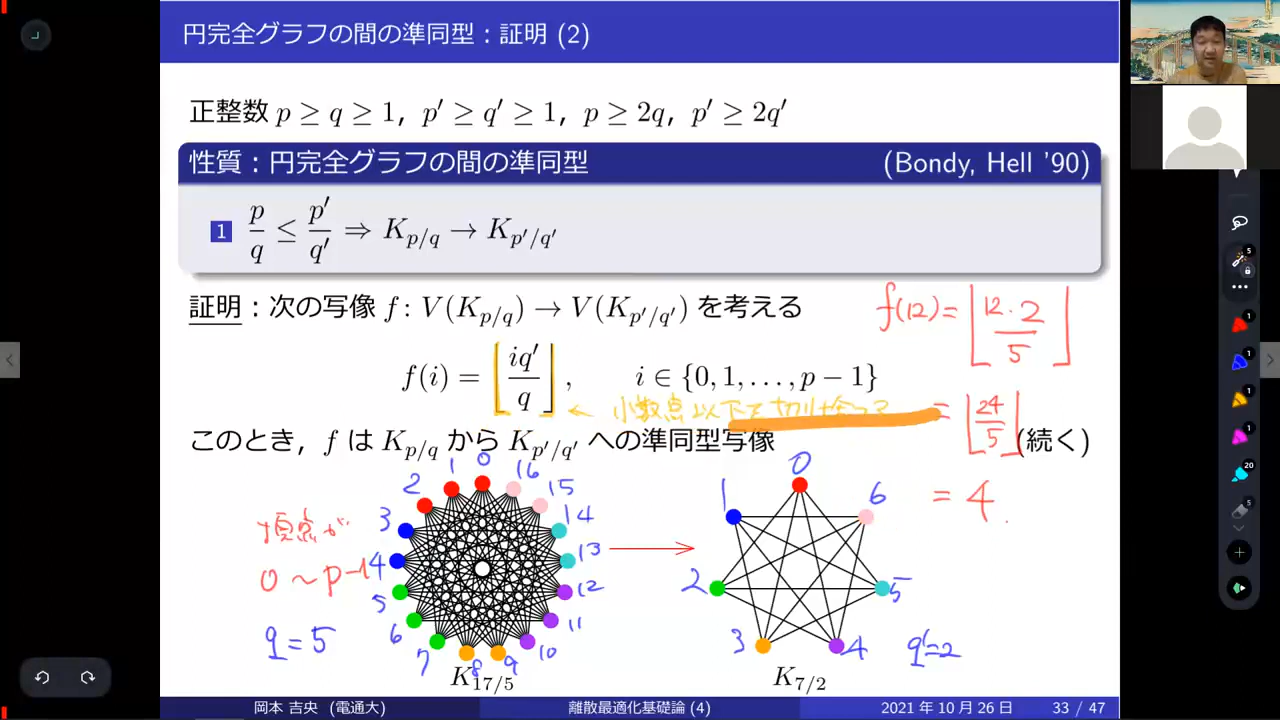 円完全グラフの間の準同型：証明 (2)
正整数 p ≥ q ≥ 1，p′ ≥ q′ ≥ 1，p ≥ 2q，p′ ≥ 2q′
性質：円完全グラフの間の準同型 (Bondy, Hell '90)
1 p/q ≤ p′/q′ ⇒ K_{p/q} → K_{p′/q′}
証明：次の写像 f: V(K_{p/q}) → V(K_{p′/q′}) を考える
f(12) = ⌊12·2/5⌋
f(i) = ⌊iq′/q⌋, i ∈ {0, 1, . . . , p − 1}
← 小数点以下を切り捨てる
= ⌊24/5⌋
このとき，f は K_{p/q} から K_{p′/q′} への準同型写像 (続く)
= 4
頂点が
0 ~ p-1
q = 5
0 1 2 3 4 5 6 7 8 9 10 11 12 13 14 15 16
K_{17/5}
0 1 2 3 4 5 6
q′=2
K_{7/2}
岡本 吉央 (電通大) 離散最適化基礎論 (4) 2021 年 10 月 26 日 33 / 47
5
1
1
1
1
20
5